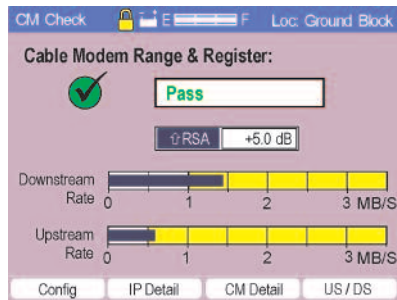 CM Check E F Loc: Ground Block
Cable Modem Range & Register:
Pass
⇧RSA +5.0 dB
Downstream
Rate 0 1 2 3 MB/S
Upstream
Rate 0 1 2 3 MB/S
Config IP Detail CM Detail US / DS